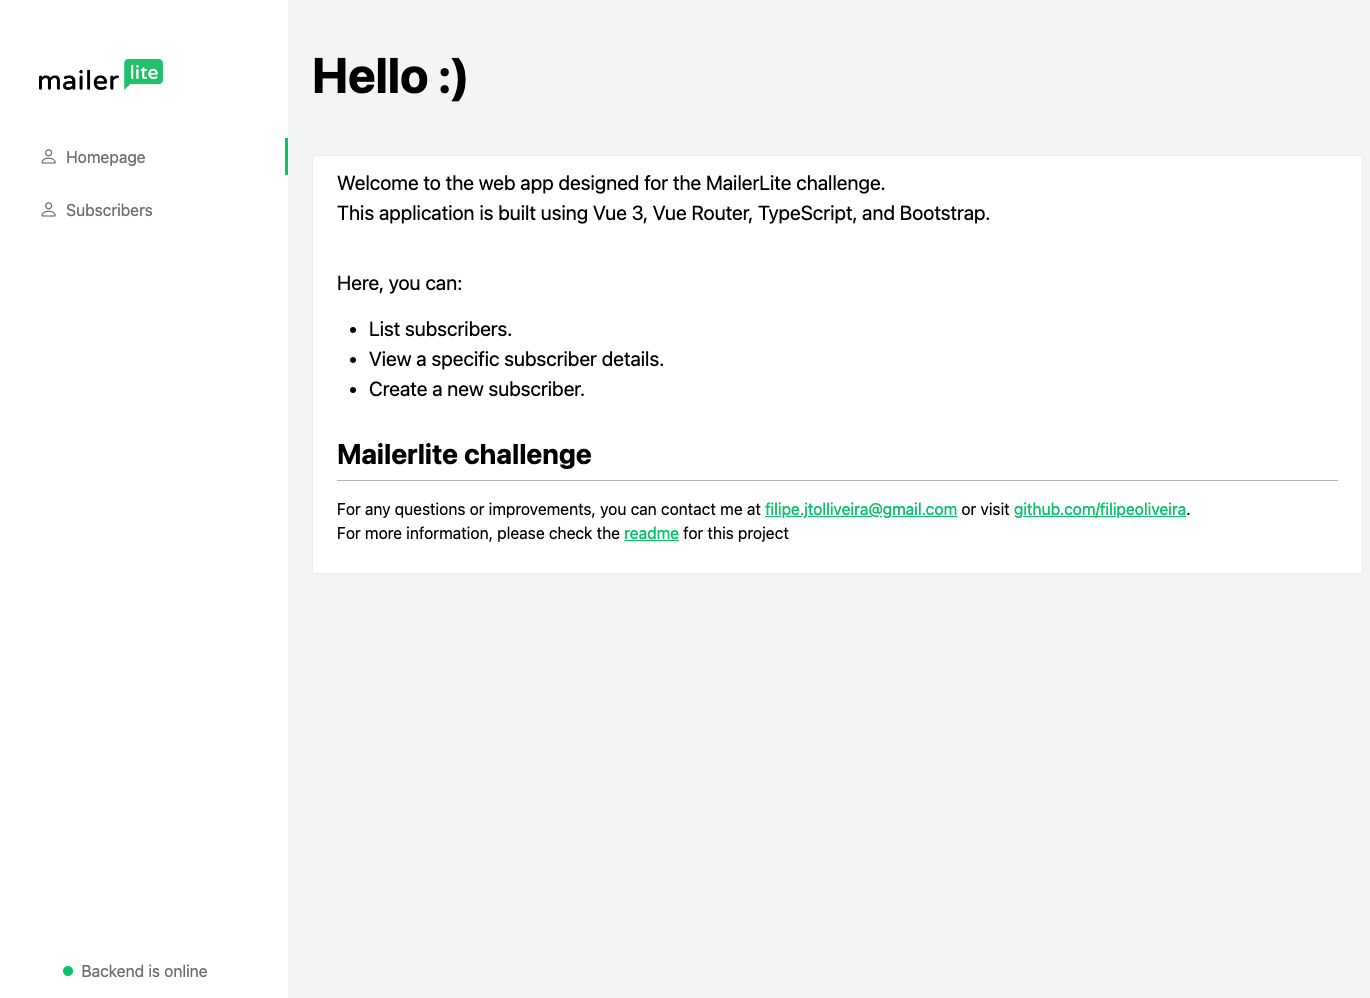 mailer lite
Homepage
Subscribers
Backend is online
Hello :)
Welcome to the web app designed for the MailerLite challenge.
This application is built using Vue 3, Vue Router, TypeScript, and Bootstrap.
Here, you can:
• List subscribers.
• View a specific subscriber details.
• Create a new subscriber.
Mailerlite challenge
For any questions or improvements, you can contact me at filipe.jtolliveira@gmail.com or visit github.com/filipeoliveira.
For more information, please check the readme for this project